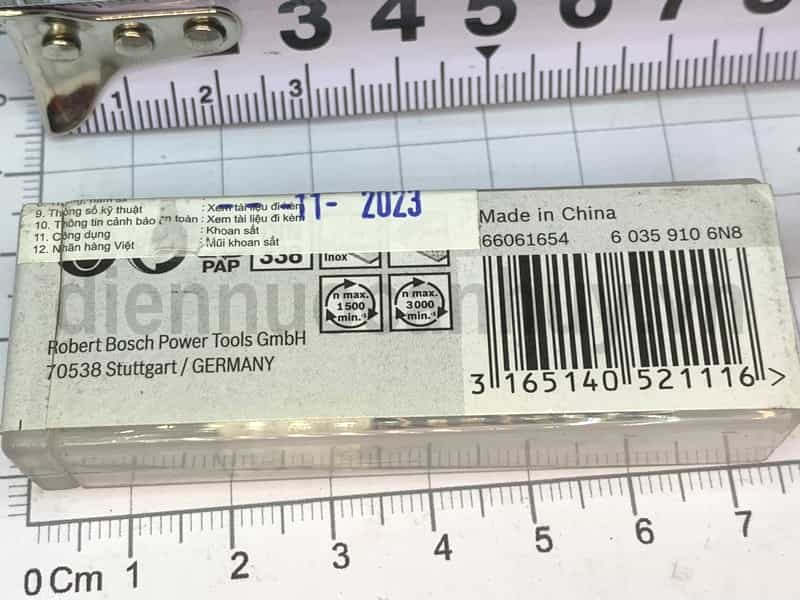 3 4 5 6 7 8
1 2 3
9. Thông số kỹ thuật : Xem tài liệu đi kèm
10. Thông tin cảnh báo an toàn : Xem tài liệu đi kèm
11. Công dụng : Khoan sắt
12. Nhãn hàng Việt : Mũi khoan sắt
11- 2023
Made in China
66061654 6 035 910 6N8
PAP 338 Inox
n max. 1500 min.-¹
n max. 3000 min.-¹
Robert Bosch Power Tools GmbH
70538 Stuttgart / GERMANY
3 165140 521116 >
0 Cm 1 2 3 4 5 6 7